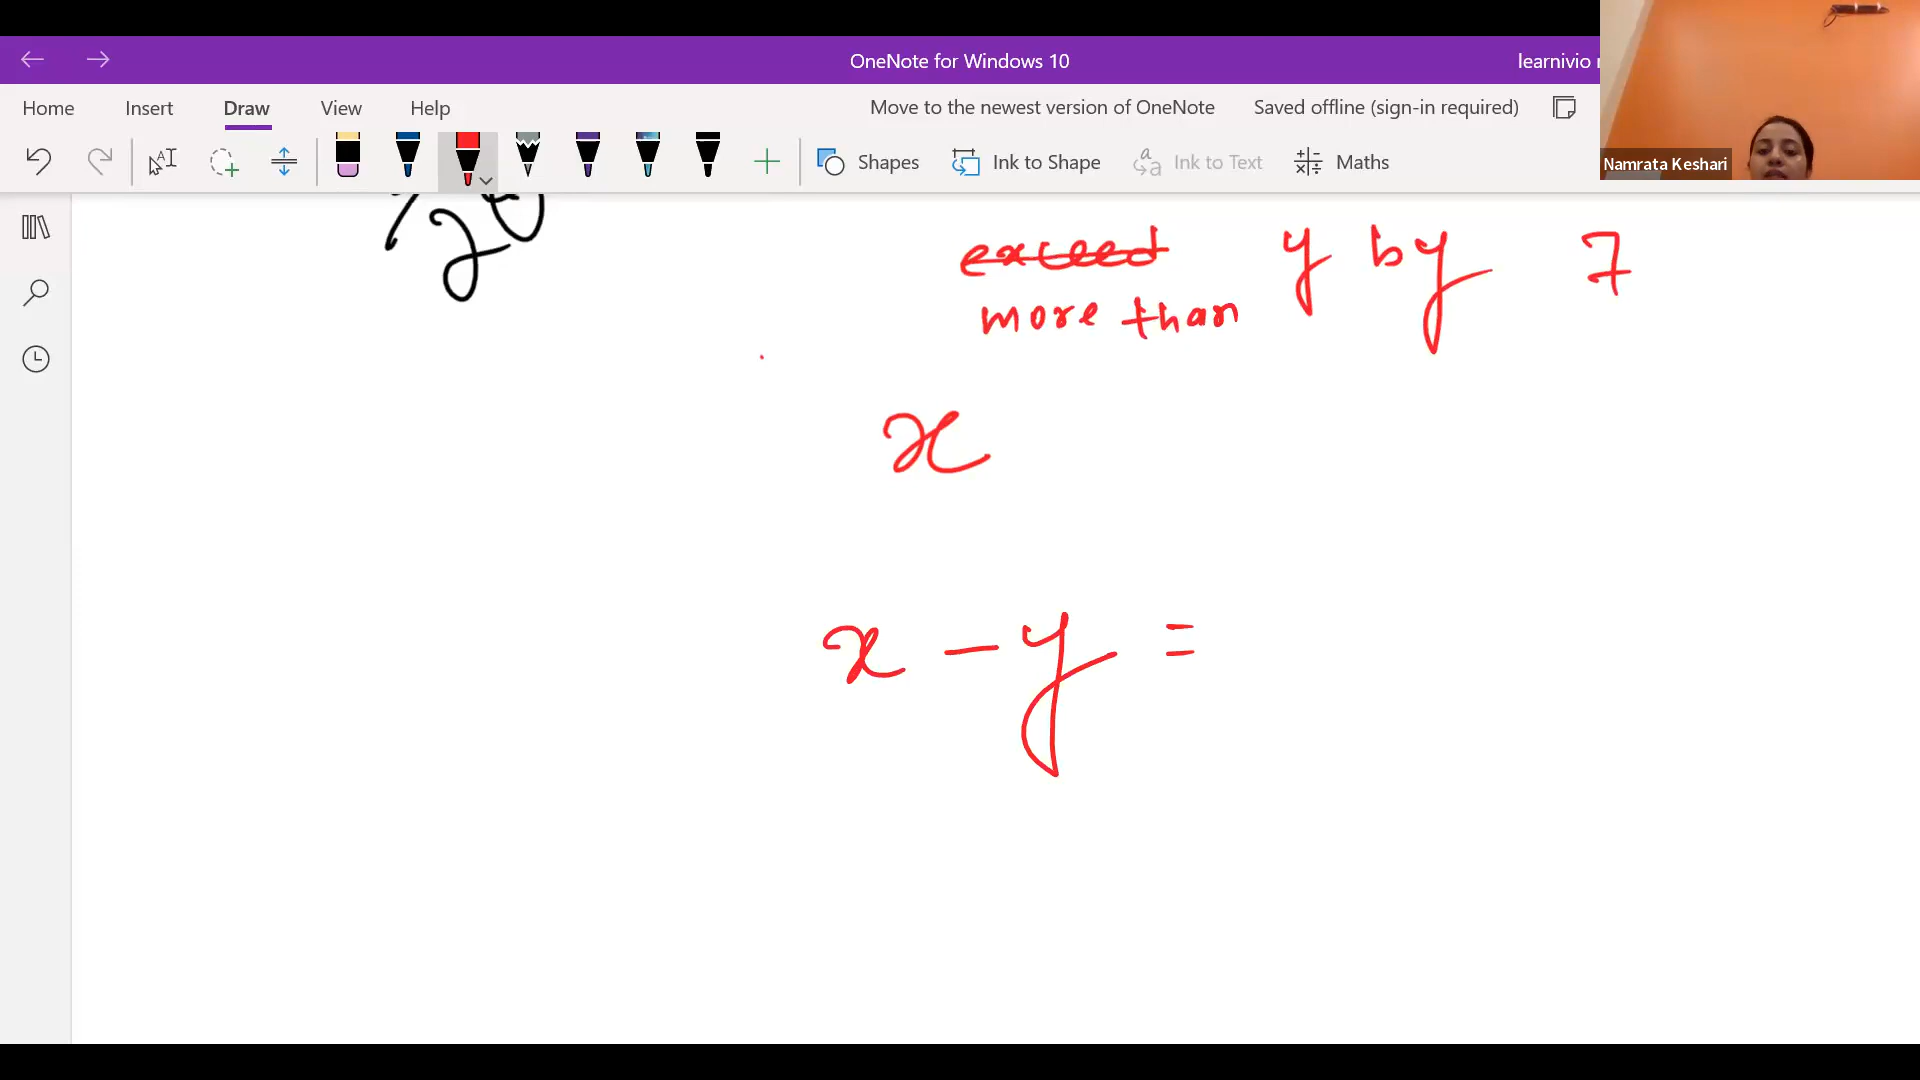 OneNote for Windows 10
learnivio
Home Insert Draw View Help
Move to the newest version of OneNote Saved offline (sign-in required)
Shapes Ink to Shape Ink to Text Maths
Namrata Keshari
exceed y by 7
more than
x
x - y =